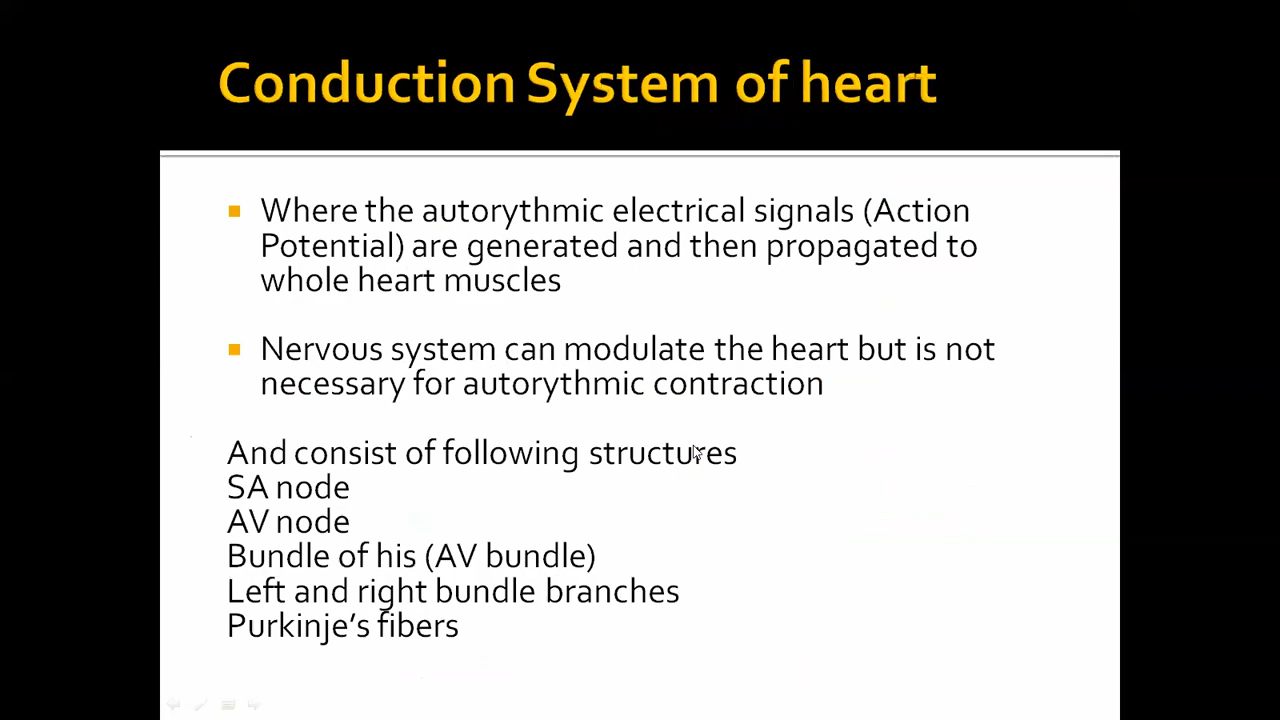 Conduction System of heart
Where the autorythmic electrical signals (Action
Potential) are generated and then propagated to
whole heart muscles
Nervous system can modulate the heart but is not
necessary for autorythmic contraction
And consist of following structures
SA node
AV node
Bundle of his (AV bundle)
Left and right bundle branches
Purkinje’s fibers